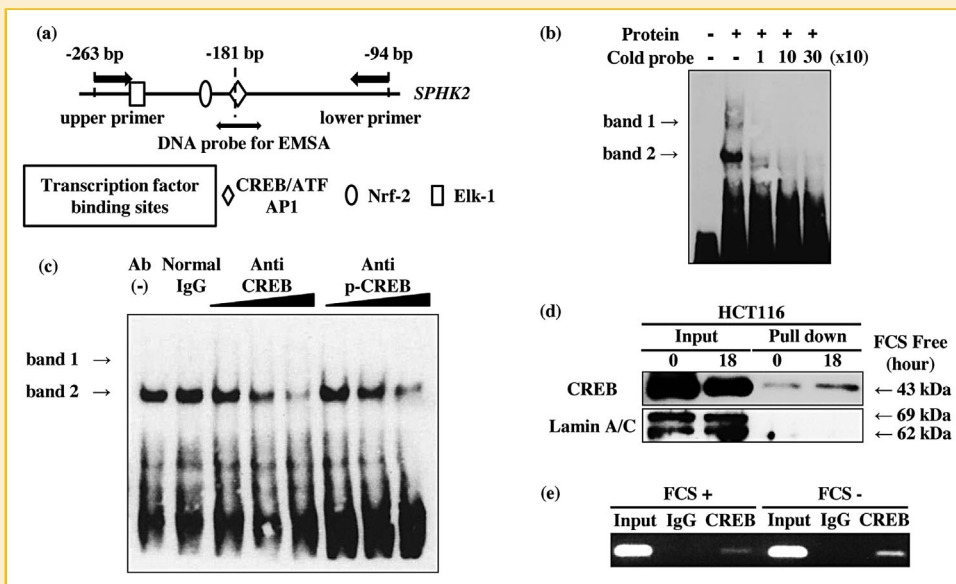 (a)
-263 bp
-181 bp
-94 bp
SPHK2
upper primer
lower primer
DNA probe for EMSA
Transcription factor
binding sites
CREB/ATF
AP1
Nrf-2
Elk-1
(b)
Protein - + + + +
Cold probe - - 1 10 30 (x10)
band 1 →
band 2 →
(c)
Ab
(-)
Normal
IgG
Anti
CREB
Anti
p-CREB
band 1 →
band 2 →
(d)
HCT116
Input
Pull down
FCS Free
(hour)
0 18 0 18
CREB
← 43 kDa
Lamin A/C
← 69 kDa
← 62 kDa
(e)
FCS + FCS -
Input IgG CREB Input IgG CREB